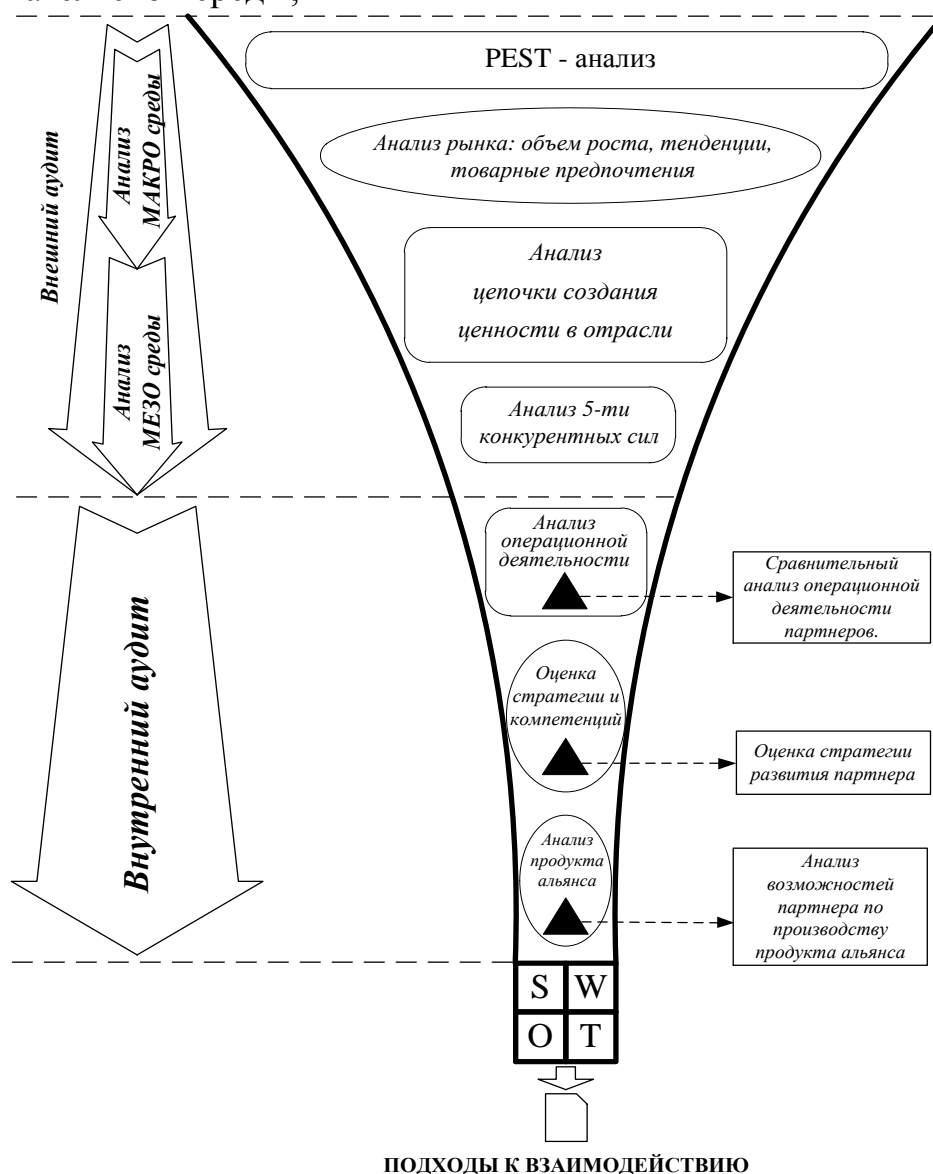 PEST - анализ
Анализ рынка: объем роста, тенденции,
товарные предпочтения
Анализ
цепочки создания
ценности в отрасли
Анализ 5-ти
конкурентных сил
Внешний аудит
Анализ
МАКРО среды
Анализ
МЕЗО среды
Внутренний аудит
Анализ
операционной
деятельности
Сравнительный
анализ операционной
деятельности
партнеров.
Оценка
стратегии и
компетенций
Оценка стратегии
развития партнера
Анализ
продукта
альянса
Анализ
возможностей
партнера по
производству
продукта альянса
S W
O T
ПОДХОДЫ К ВЗАИМОДЕЙСТВИЮ